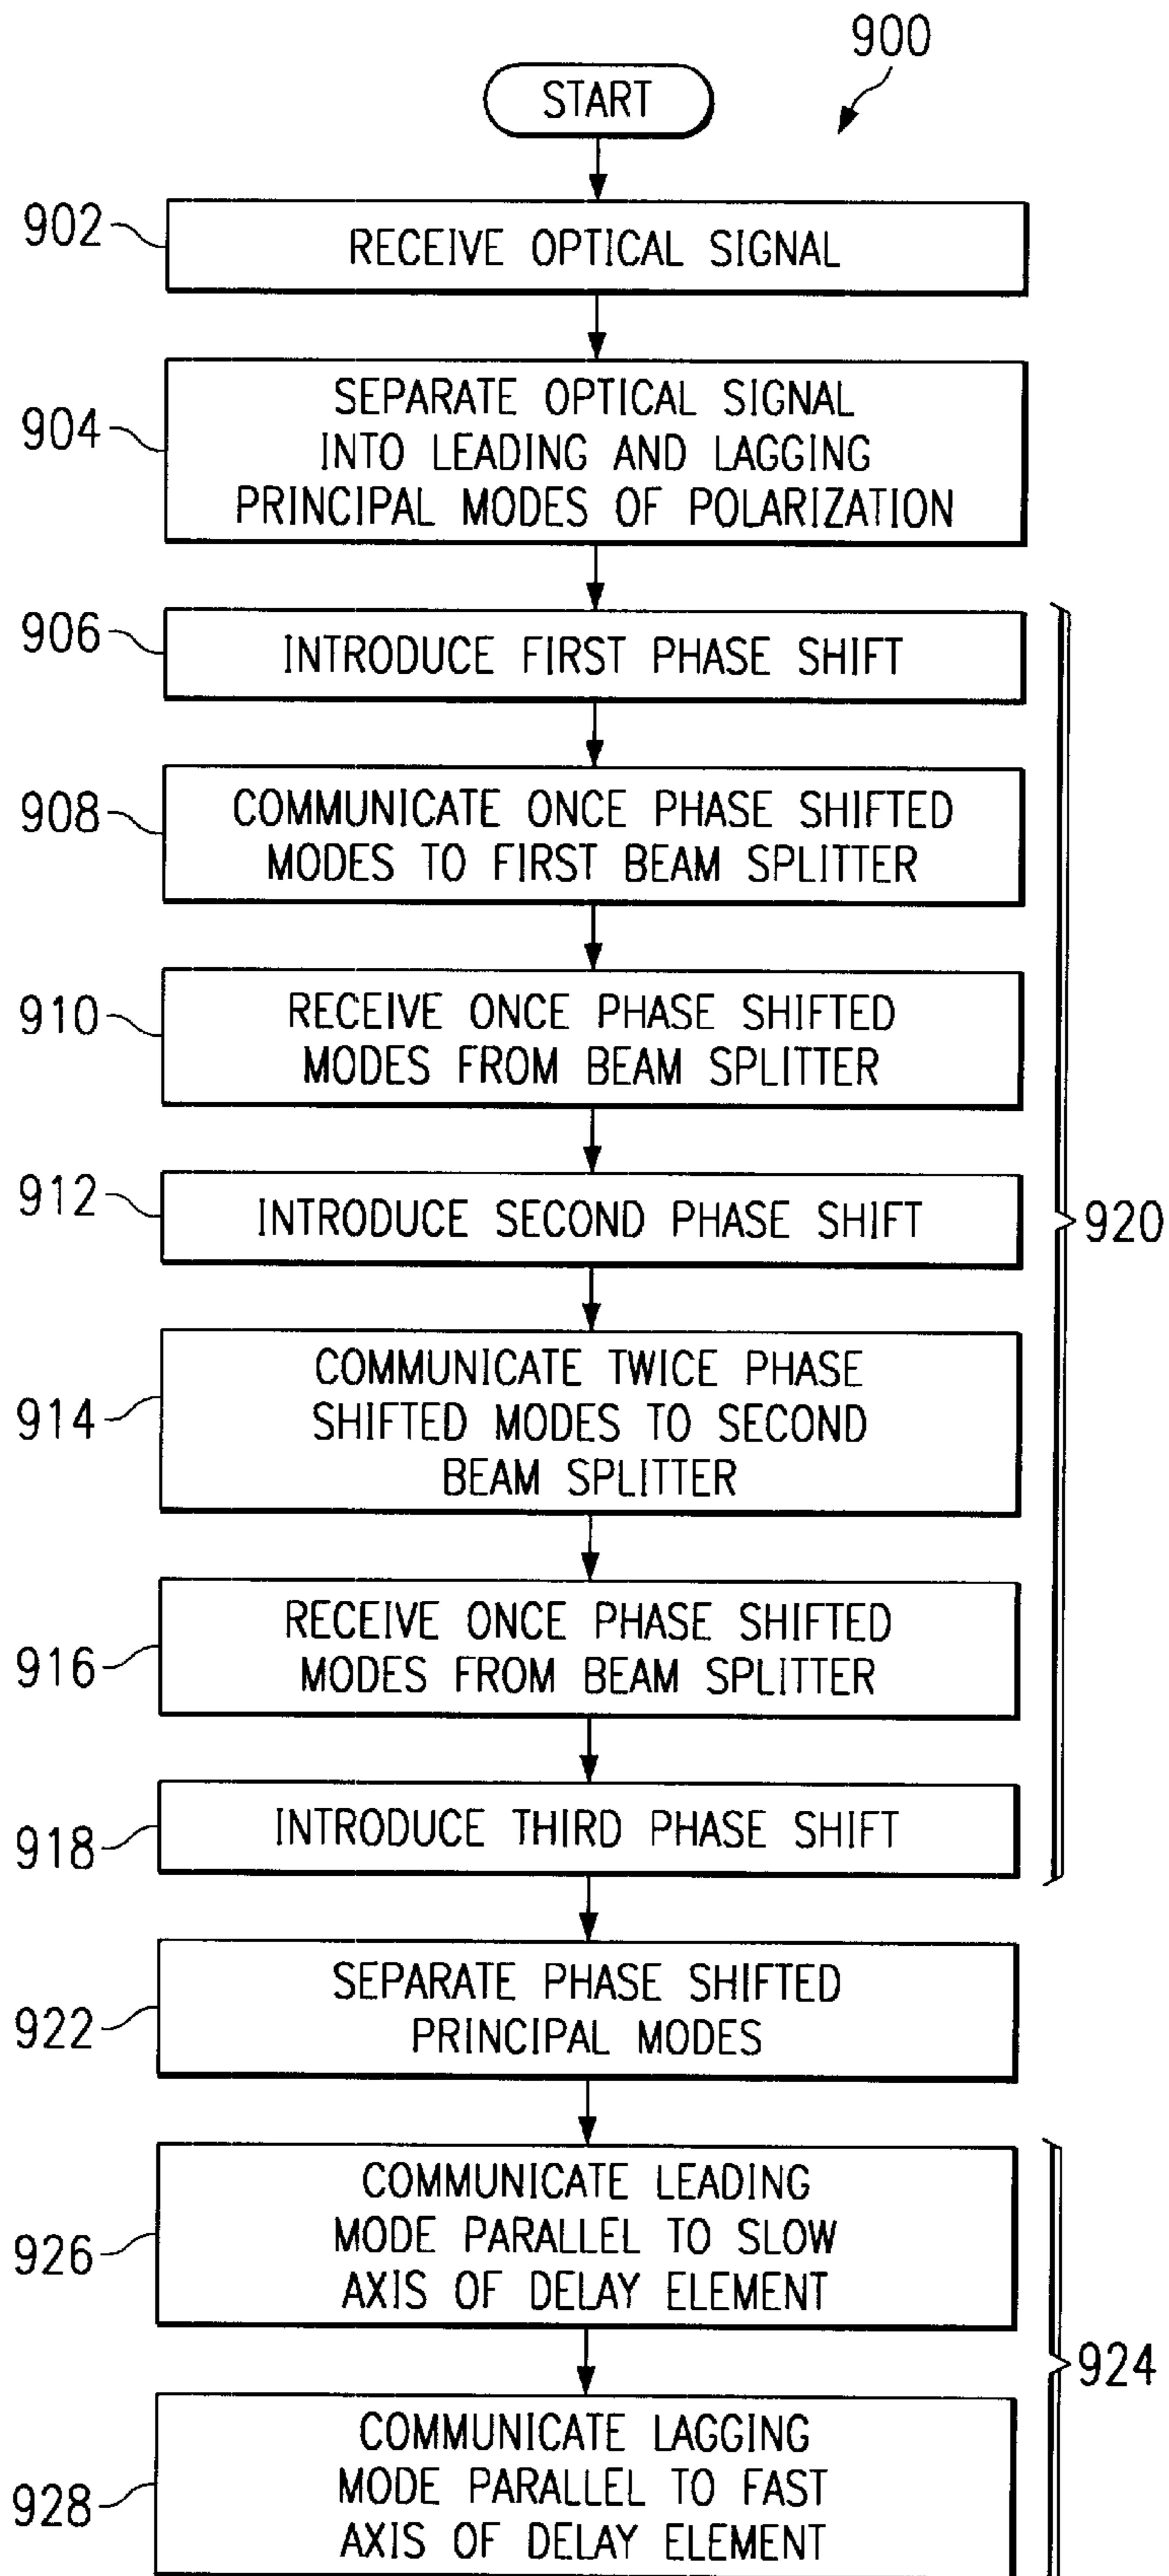 900
START
902
RECEIVE OPTICAL SIGNAL
904
SEPARATE OPTICAL SIGNAL
INTO LEADING AND LAGGING
PRINCIPAL MODES OF POLARIZATION
906
INTRODUCE FIRST PHASE SHIFT
908
COMMUNICATE ONCE PHASE SHIFTED
MODES TO FIRST BEAM SPLITTER
910
RECEIVE ONCE PHASE SHIFTED
MODES FROM BEAM SPLITTER
912
INTRODUCE SECOND PHASE SHIFT
920
914
COMMUNICATE TWICE PHASE
SHIFTED MODES TO SECOND
BEAM SPLITTER
916
RECEIVE ONCE PHASE SHIFTED
MODES FROM BEAM SPLITTER
918
INTRODUCE THIRD PHASE SHIFT
922
SEPARATE PHASE SHIFTED
PRINCIPAL MODES
926
COMMUNICATE LEADING
MODE PARALLEL TO SLOW
AXIS OF DELAY ELEMENT
924
928
COMMUNICATE LAGGING
MODE PARALLEL TO FAST
AXIS OF DELAY ELEMENT